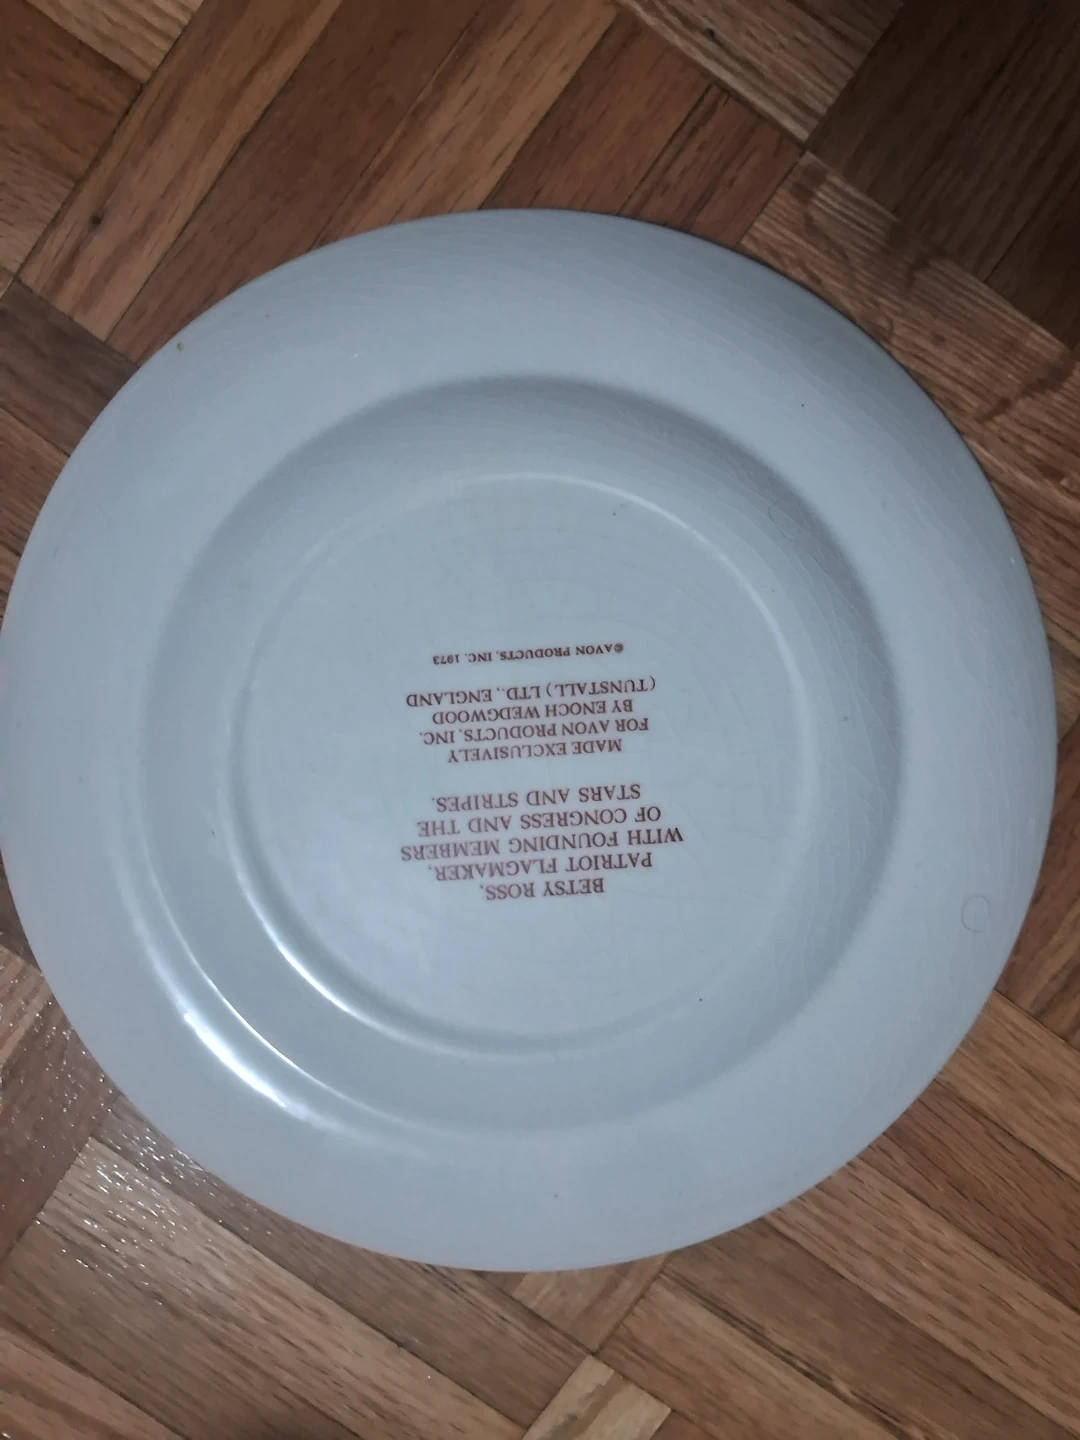 BETSY ROSS,
PATRIOT FLAGMAKER,
WITH FOUNDING MEMBERS
OF CONGRESS AND THE
STARS AND STRIPES.
MADE EXCLUSIVELY
FOR AVON PRODUCTS, INC.
BY ENOCH WEDGWOOD
(TUNSTALL) LTD., ENGLAND
©AVON PRODUCTS, INC. 1973